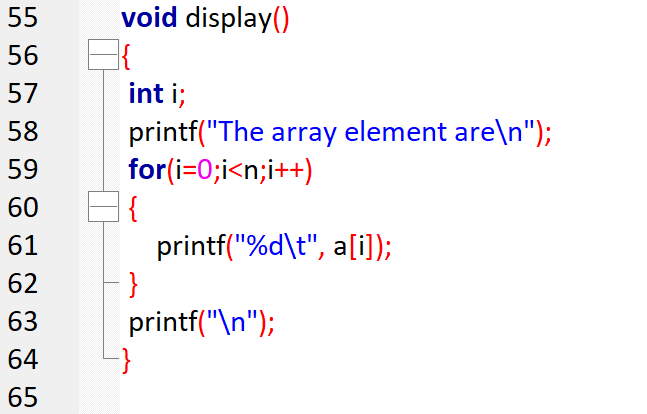 55 void display()
56 {
57 int i;
58 printf("The array element are\n");
59 for(i=0;i<n;i++)
60 {
61 printf("%d\t", a[i]);
62 }
63 printf("\n");
64 }
65